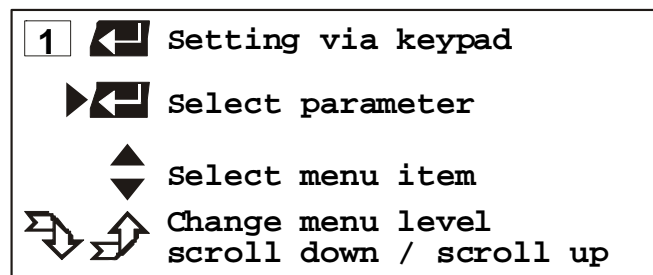 1 Setting via keypad
Select parameter
Select menu item
Change menu level
scroll down / scroll up